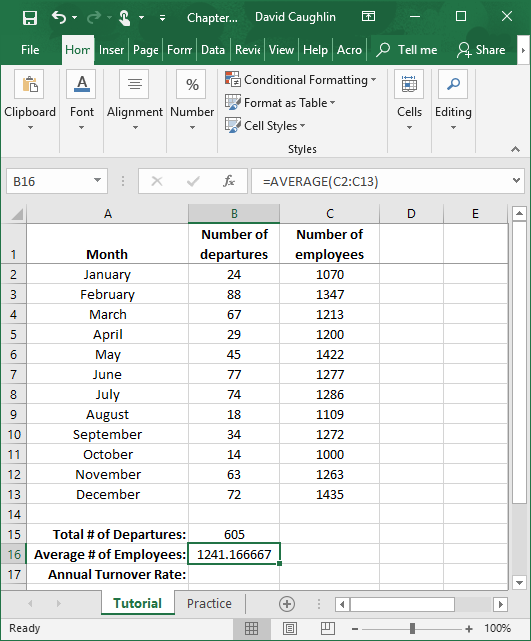 Chapter... David Caughlin
File Hor Inser Page Forr Data Revie View Help Acro Tell me Share
Conditional Formatting
Format as Table
Cell Styles
Clipboard Font Alignment Number Cells Editing
Styles
B16 fx =AVERAGE(C2:C13)
A B C D E
Number of Number of
1 Month departures employees
2 January 24 1070
3 February 88 1347
4 March 67 1213
5 April 29 1200
6 May 45 1422
7 June 77 1277
8 July 74 1286
9 August 18 1109
10 September 34 1272
11 October 14 1000
12 November 63 1263
13 December 72 1435
14
15 Total # of Departures: 605
16 Average # of Employees: 1241.166667
17 Annual Turnover Rate:
Tutorial Practice
Ready 100%